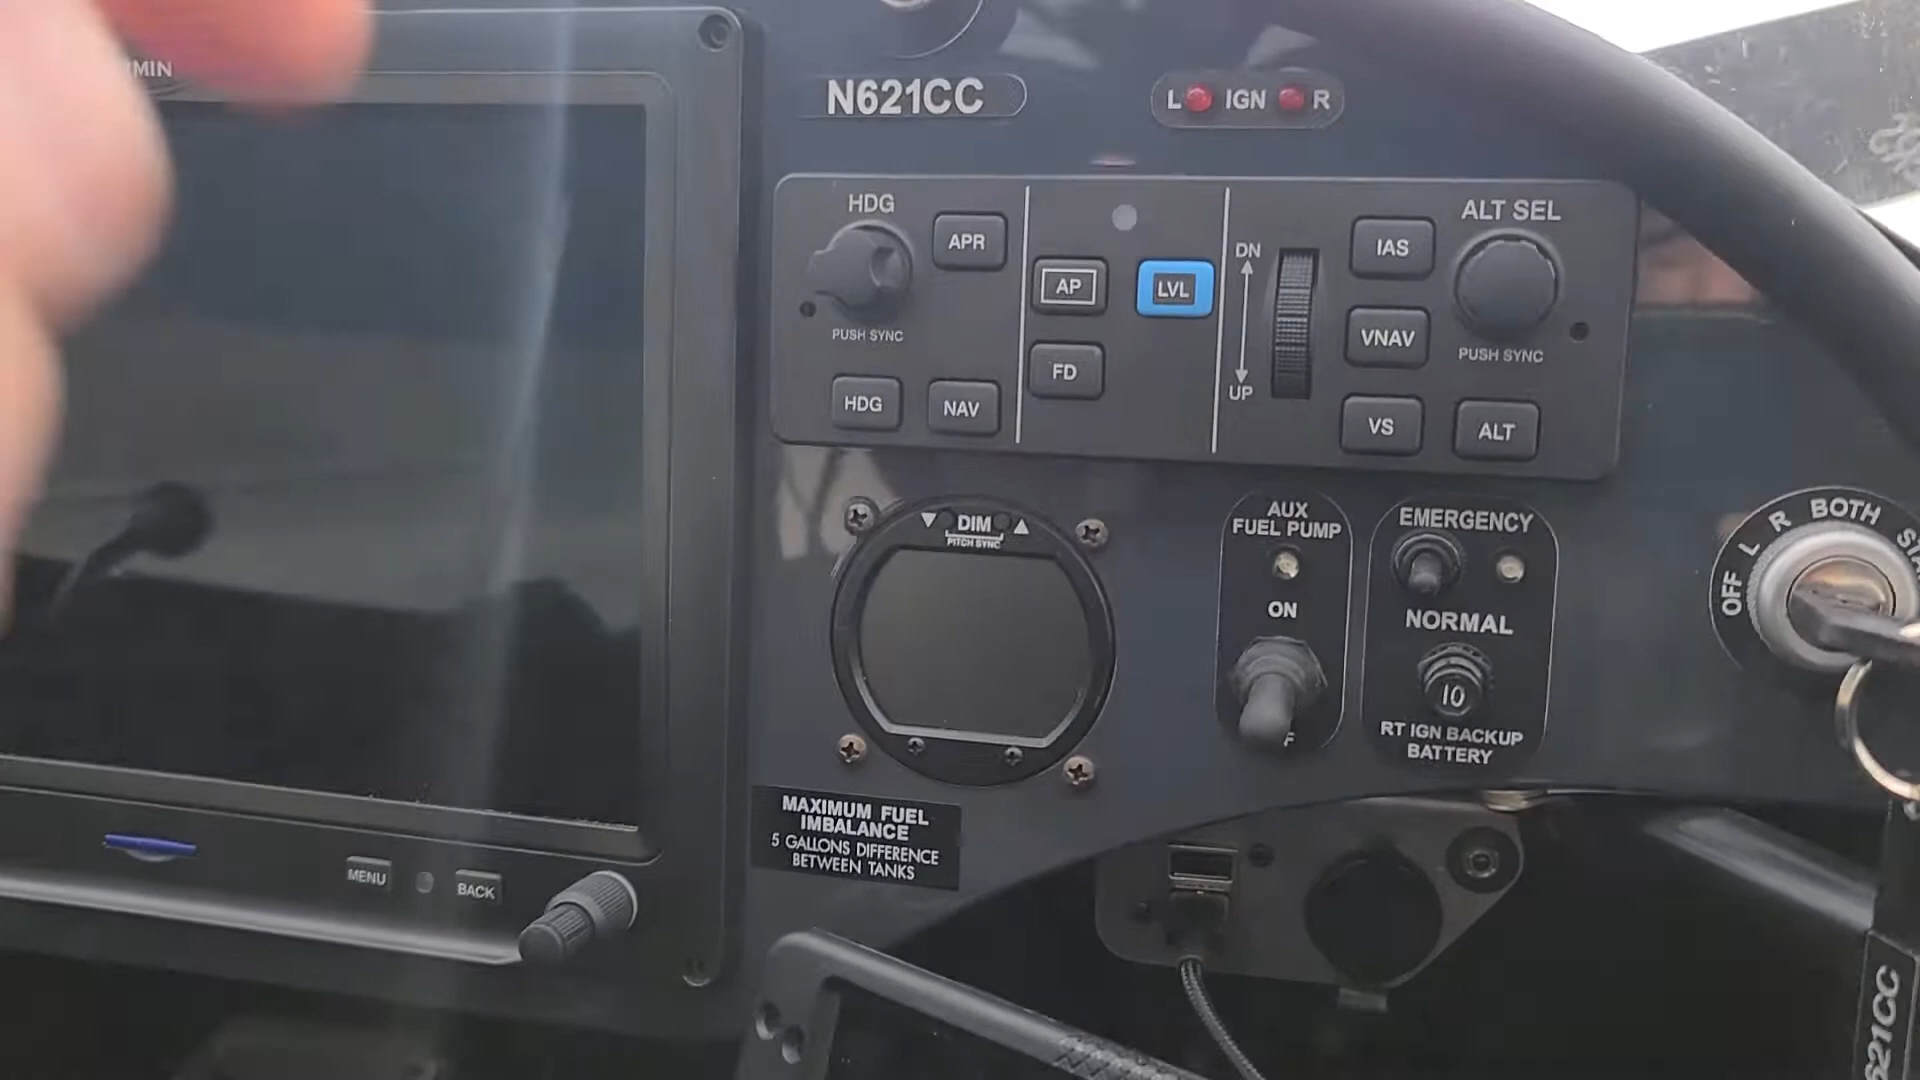 RMIN
N621CC
L IGN R
HDG
APR
PUSH SYNC
HDG
NAV
AP
LVL
FD
DN
UP
IAS
ALT SEL
VNAV
PUSH SYNC
VS
ALT
DIM
PITCH SYNC
AUX
FUEL PUMP
ON
EMERGENCY
NORMAL
10
RT IGN BACKUP
BATTERY
OFF L R BOTH STA
MAXIMUM FUEL
IMBALANCE
5 GALLONS DIFFERENCE
BETWEEN TANKS
MENU
BACK
621CC